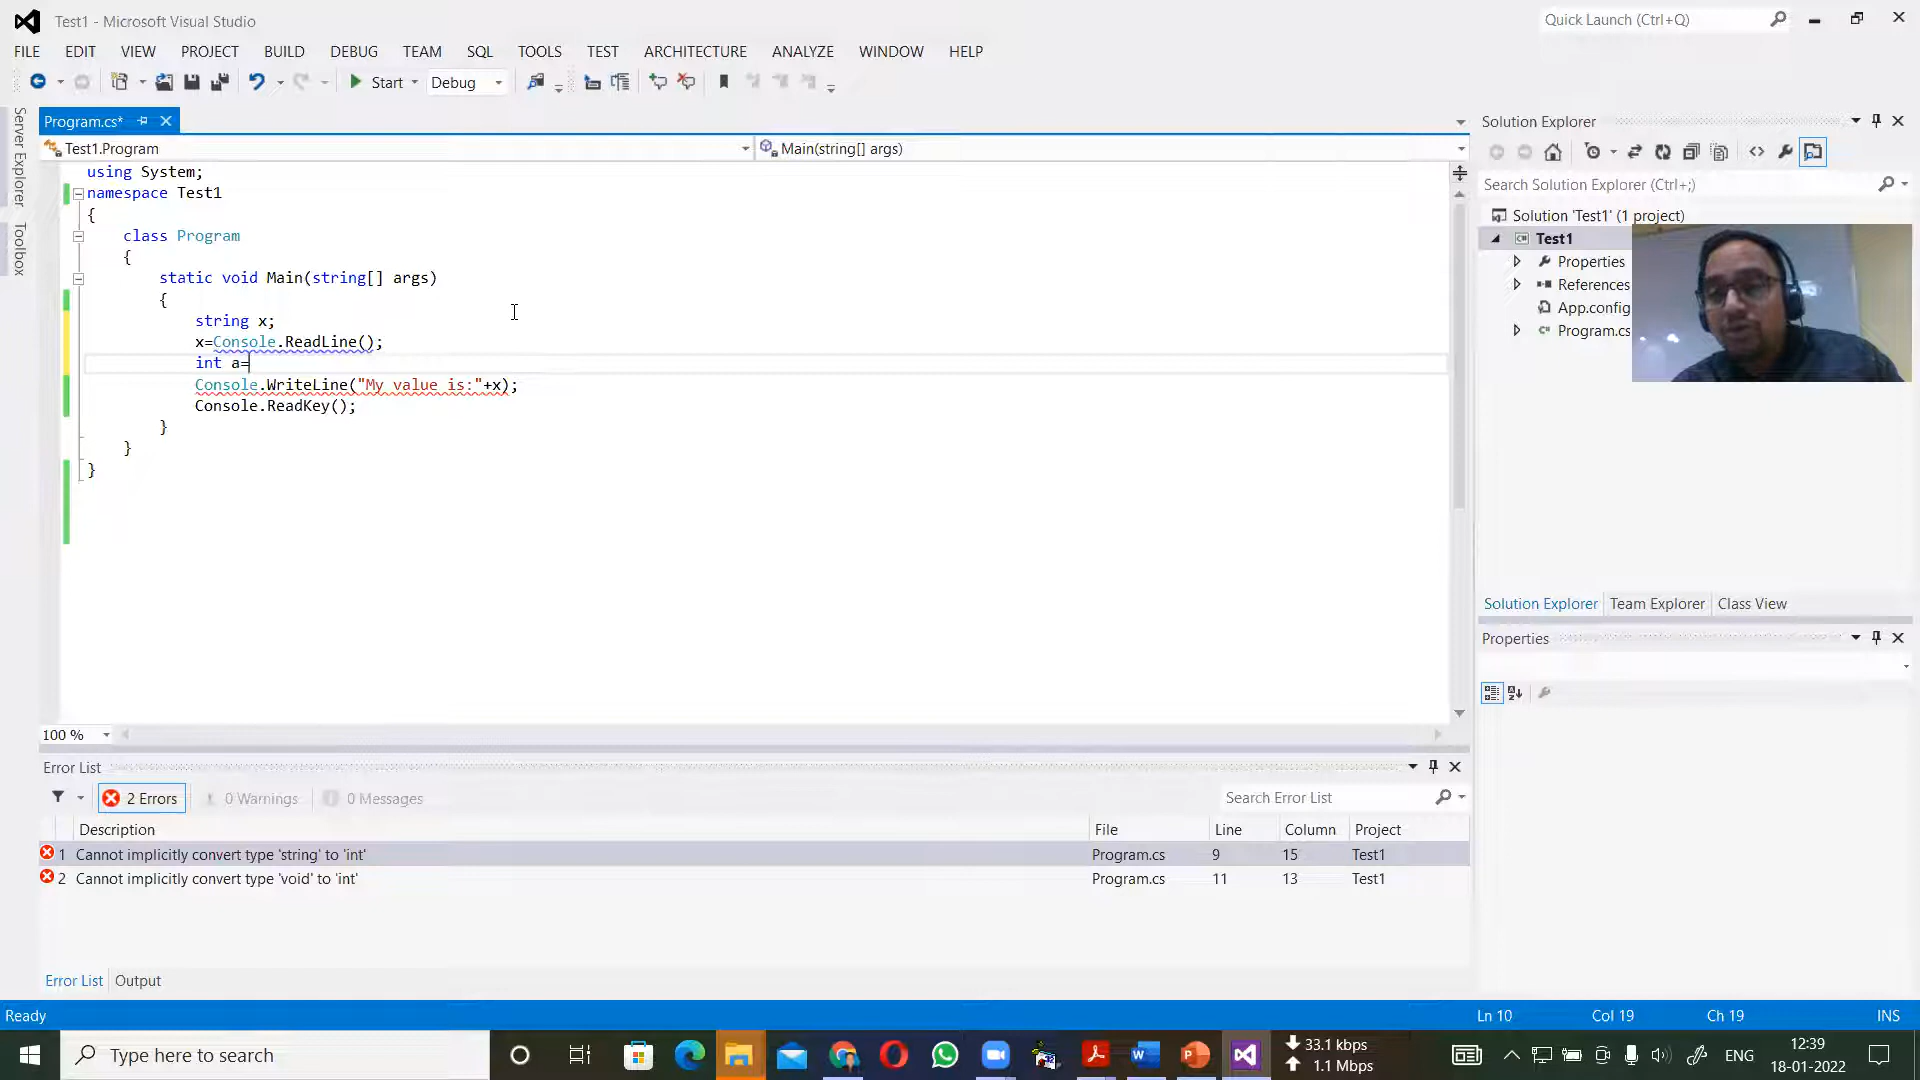 Test1 - Microsoft Visual Studio
Quick Launch (Ctrl+Q)
FILE EDIT VIEW PROJECT BUILD DEBUG TEAM SQL TOOLS TEST ARCHITECTURE ANALYZE WINDOW HELP
Start Debug
Server Explorer
Toolbox
Program.cs*
Test1.Program
Main(string[] args)
using System;
namespace Test1
{
class Program
{
static void Main(string[] args)
{
string x;
x=Console.ReadLine();
int a=
Console.WriteLine("My value is:"+x);
Console.ReadKey();
}
}
}
100 %
Solution Explorer
Search Solution Explorer (Ctrl+;)
Solution 'Test1' (1 project)
Test1
Properties
References
App.config
Program.cs
Solution Explorer Team Explorer Class View
Properties
Error List
2 Errors 0 Warnings 0 Messages
Search Error List
Description File Line Column Project
1 Cannot implicitly convert type 'string' to 'int' Program.cs 9 15 Test1
2 Cannot implicitly convert type 'void' to 'int' Program.cs 11 13 Test1
Error List Output
Ready Ln 10 Col 19 Ch 19 INS
Type here to search
33.1 kbps
1.1 Mbps
ENG
12:39
18-01-2022